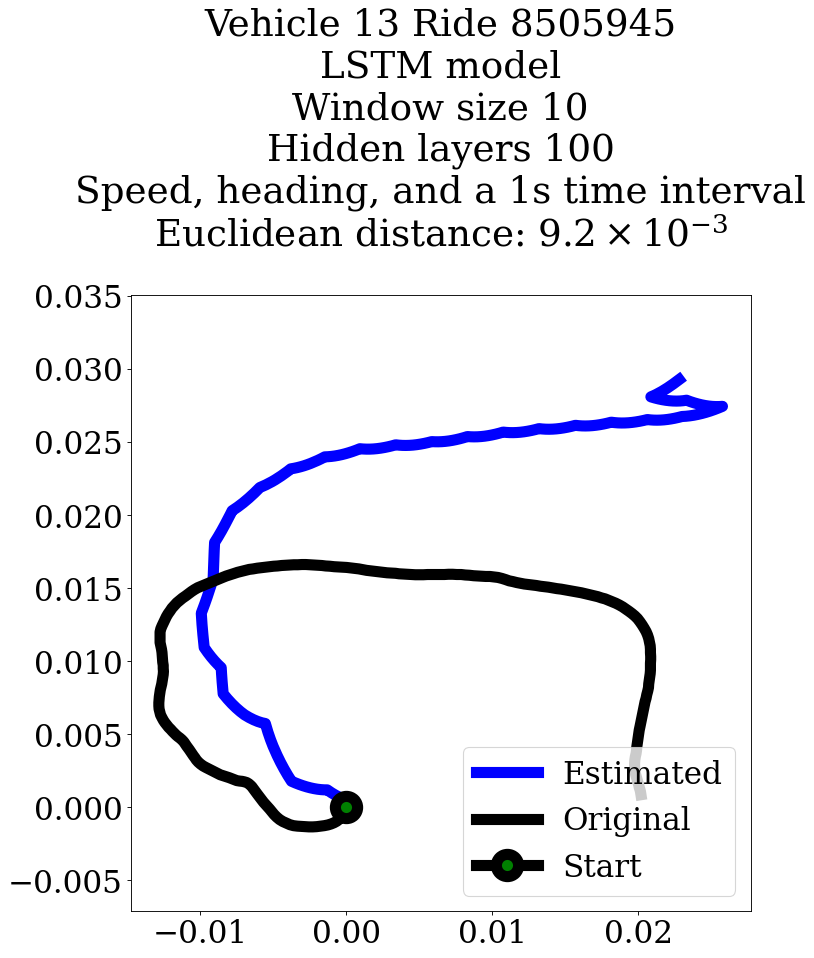 Vehicle 13 Ride 8505945
LSTM model
Window size 10
Hidden layers 100
Speed, heading, and a 1s time interval
Euclidean distance: 9.2 × 10⁻³
0.035
0.030
0.025
0.020
0.015
0.010
0.005
0.000
−0.005
Estimated
Original
Start
−0.01 0.00 0.01 0.02